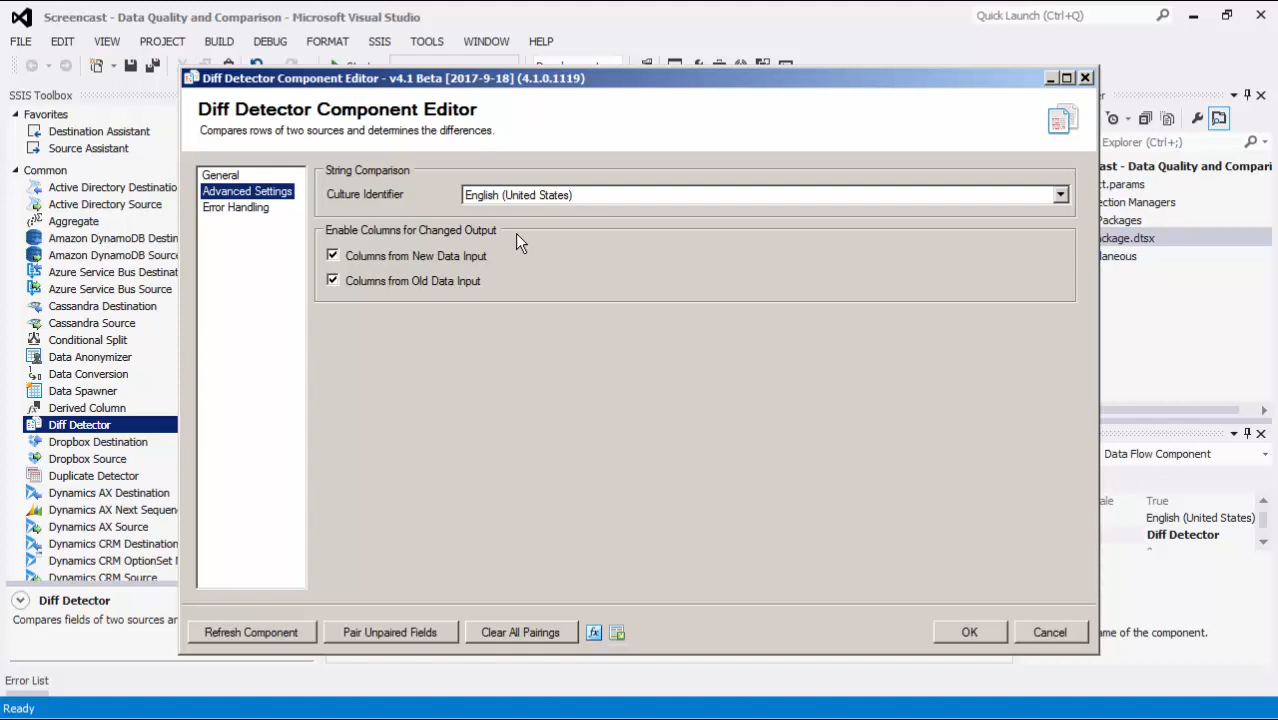 Screencast - Data Quality and Comparison - Microsoft Visual Studio
Quick Launch (Ctrl+Q)
FILE EDIT VIEW PROJECT BUILD DEBUG FORMAT SSIS TOOLS WINDOW HELP
Diff Detector Component Editor - v4.1 Beta [2017-9-18] (4.1.0.1119)
SSIS Toolbox
Favorites
Destination Assistant
Source Assistant
Common
Active Directory Destinatio
Active Directory Source
Aggregate
Amazon DynamoDB Destin
Amazon DynamoDB Source
Azure Service Bus Destinat
Azure Service Bus Source
Cassandra Destination
Cassandra Source
Conditional Split
Data Anonymizer
Data Conversion
Data Spawner
Derived Column
Diff Detector
Dropbox Destination
Dropbox Source
Duplicate Detector
Dynamics AX Destination
Dynamics AX Next Sequen
Dynamics AX Source
Dynamics CRM Destination
Dynamics CRM OptionSet M
Dynamics CRM Source
Diff Detector
Compares fields of two sources an
Diff Detector Component Editor
Compares rows of two sources and determines the differences.
General
Advanced Settings
Error Handling
String Comparison
Culture Identifier
English (United States)
Enable Columns for Changed Output
Columns from New Data Input
Columns from Old Data Input
Refresh Component
Pair Unpaired Fields
Clear All Pairings
fx
OK
Cancel
Explorer (Ctrl+;)
t - Data Quality and Compari
ct.params
ection Managers
Packages
ckage.dtsx
llaneous
Data Flow Component
ale True
English (United States)
Diff Detector
me of the component.
Error List
Ready